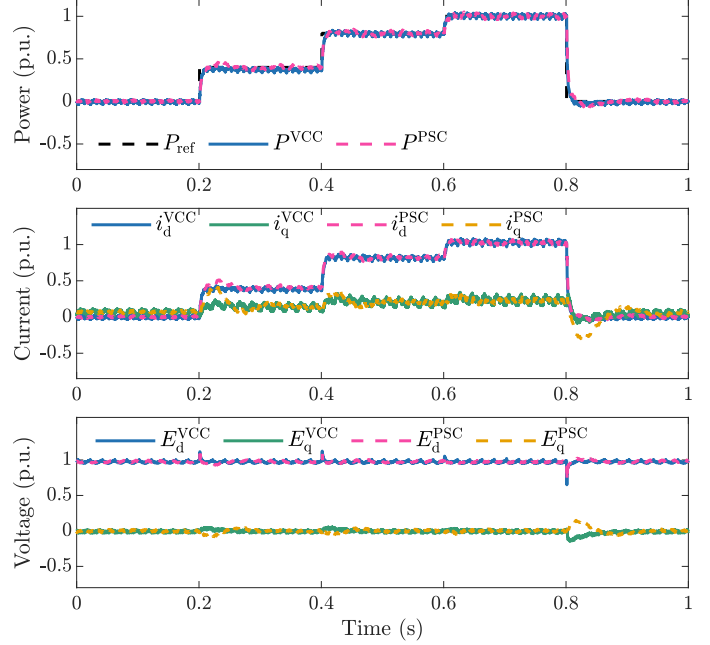 Power (p.u.)
1
0.5
0
-0.5
P_ref P^VCC P^PSC
0 0.2 0.4 0.6 0.8 1
Current (p.u.)
i_d^VCC i_q^VCC i_d^PSC i_q^PSC
1
0.5
0
-0.5
0 0.2 0.4 0.6 0.8 1
Voltage (p.u.)
E_d^VCC E_q^VCC E_d^PSC E_q^PSC
1
0.5
0
-0.5
0 0.2 0.4 0.6 0.8 1
Time (s)